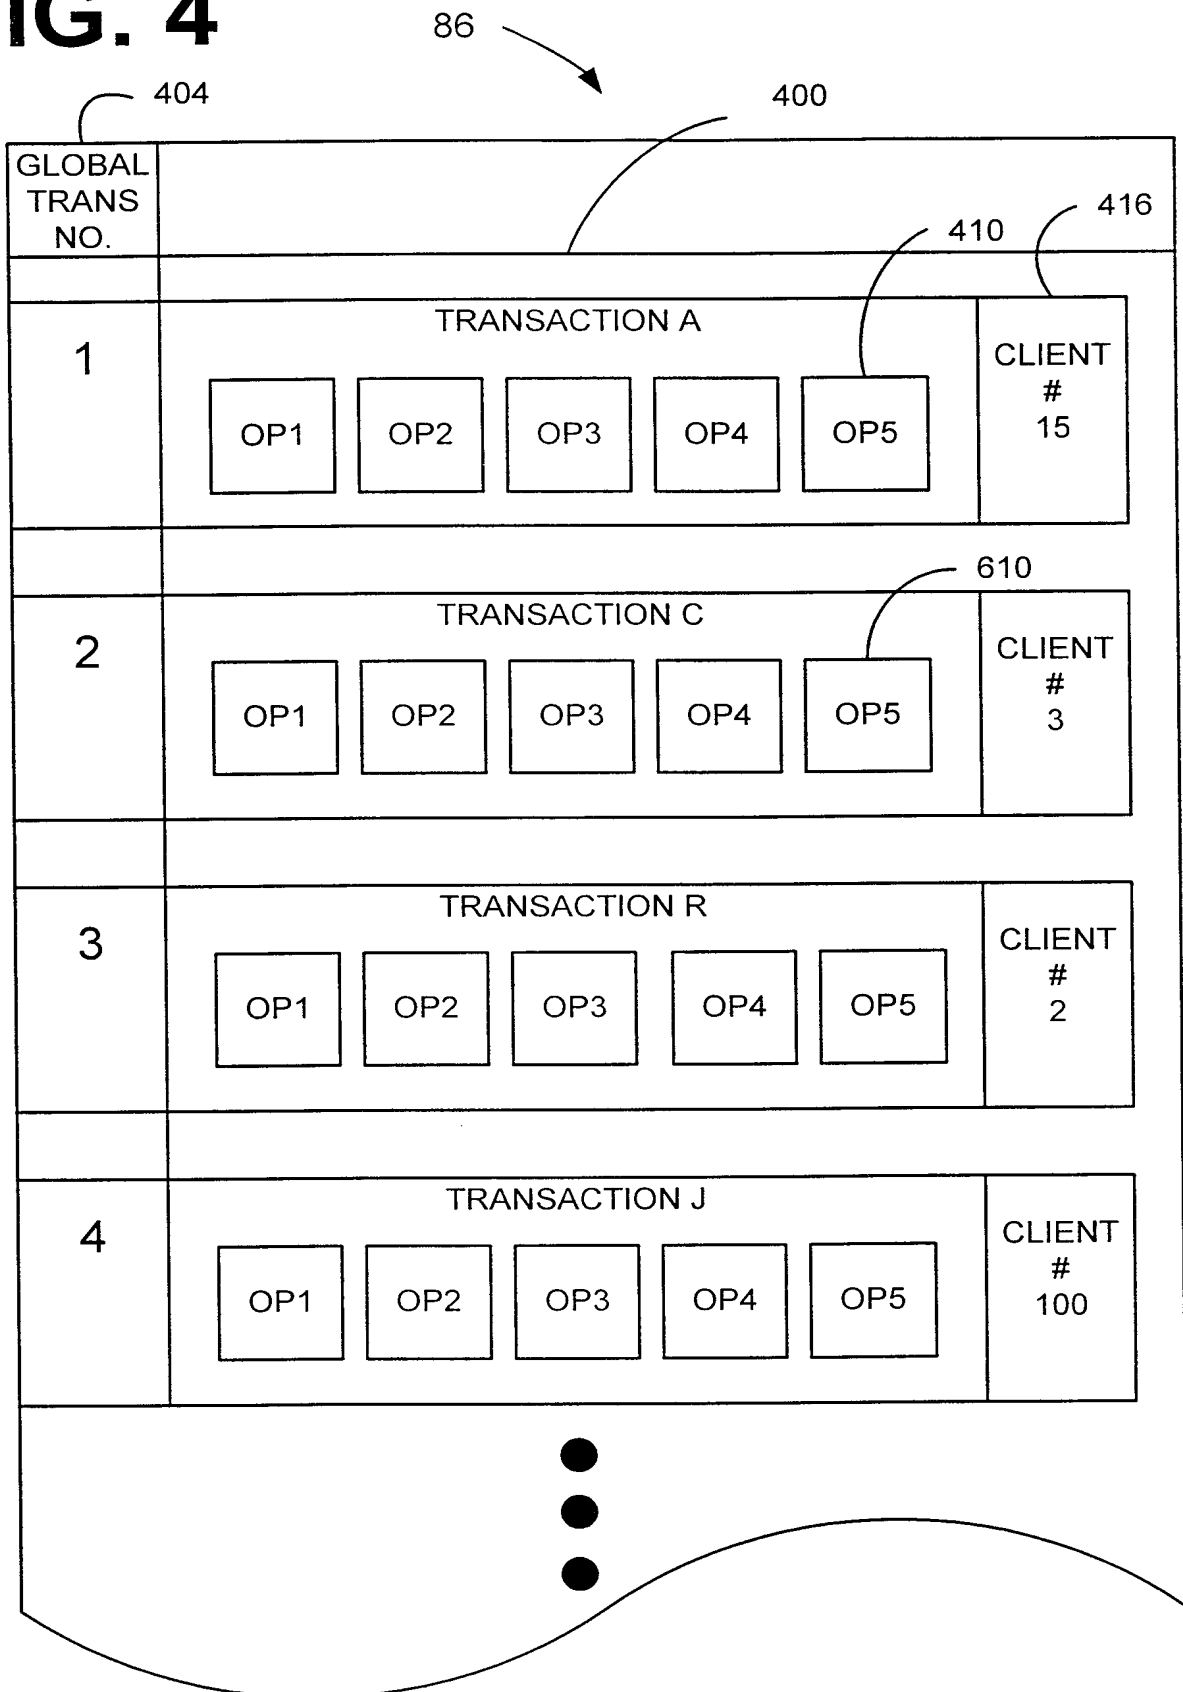 IG. 4
86
404
400
GLOBAL
TRANS
NO.
416
410
1
TRANSACTION A
OP1 OP2 OP3 OP4 OP5
CLIENT
#
15
610
2
TRANSACTION C
OP1 OP2 OP3 OP4 OP5
CLIENT
#
3
3
TRANSACTION R
OP1 OP2 OP3 OP4 OP5
CLIENT
#
2
4
TRANSACTION J
OP1 OP2 OP3 OP4 OP5
CLIENT
#
100